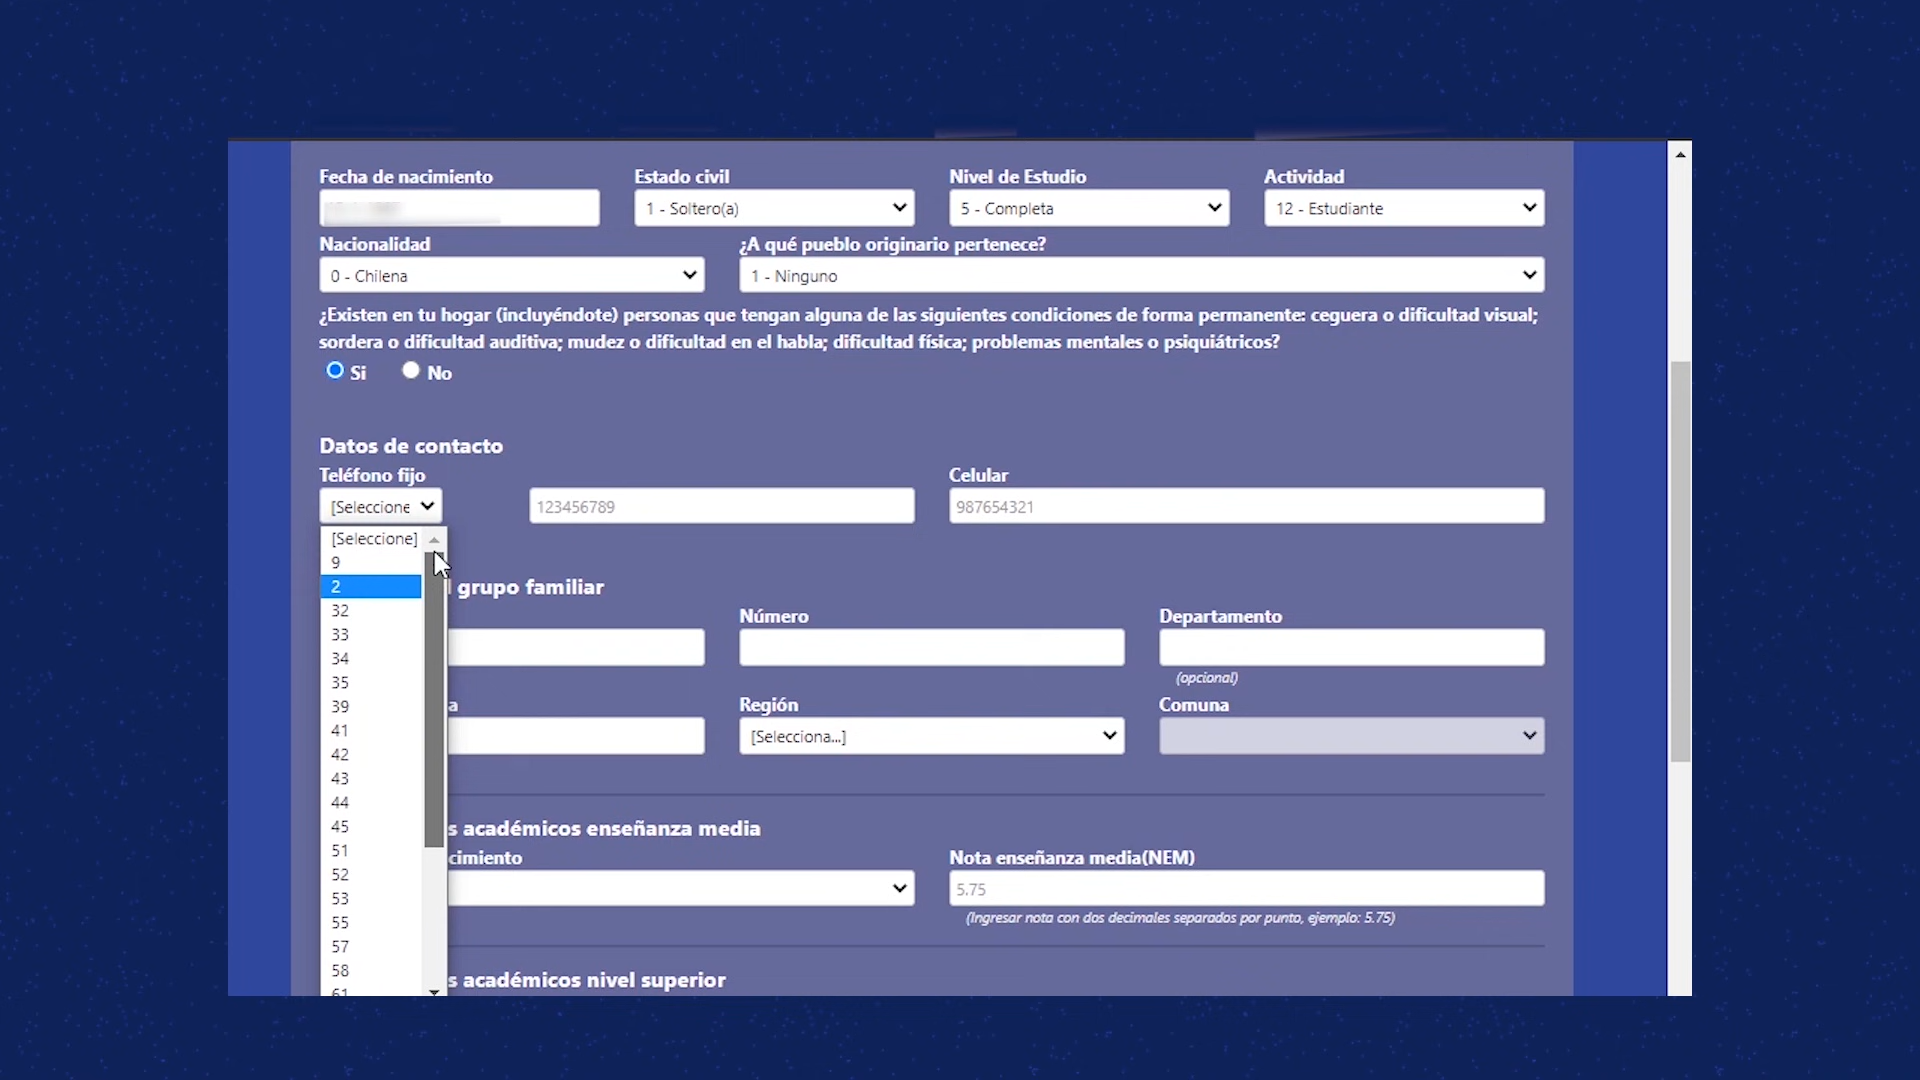 Fecha de nacimiento
Estado civil
Nivel de Estudio
Actividad
1 - Soltero(a)
5 - Completa
12 - Estudiante
Nacionalidad
¿A qué pueblo originario pertenece?
0 - Chilena
1 - Ninguno
¿Existen en tu hogar (incluyéndote) personas que tengan alguna de las siguientes condiciones de forma permanente: ceguera o dificultad visual;
sordera o dificultad auditiva; mudez o dificultad en el habla; dificultad física; problemas mentales o psiquiátricos?
Si
No
Datos de contacto
Teléfono fijo
Celular
[Seleccione
123456789
987654321
[Seleccione]
9
2
32
33
34
35
39
41
42
43
44
45
51
52
53
55
57
58
61
grupo familiar
Número
Departamento
(opcional)
a
Región
Comuna
[Selecciona...]
s académicos enseñanza media
cimiento
Nota enseñanza media(NEM)
5.75
(Ingresar nota con dos decimales separados por punto, ejemplo: 5.75)
s académicos nivel superior